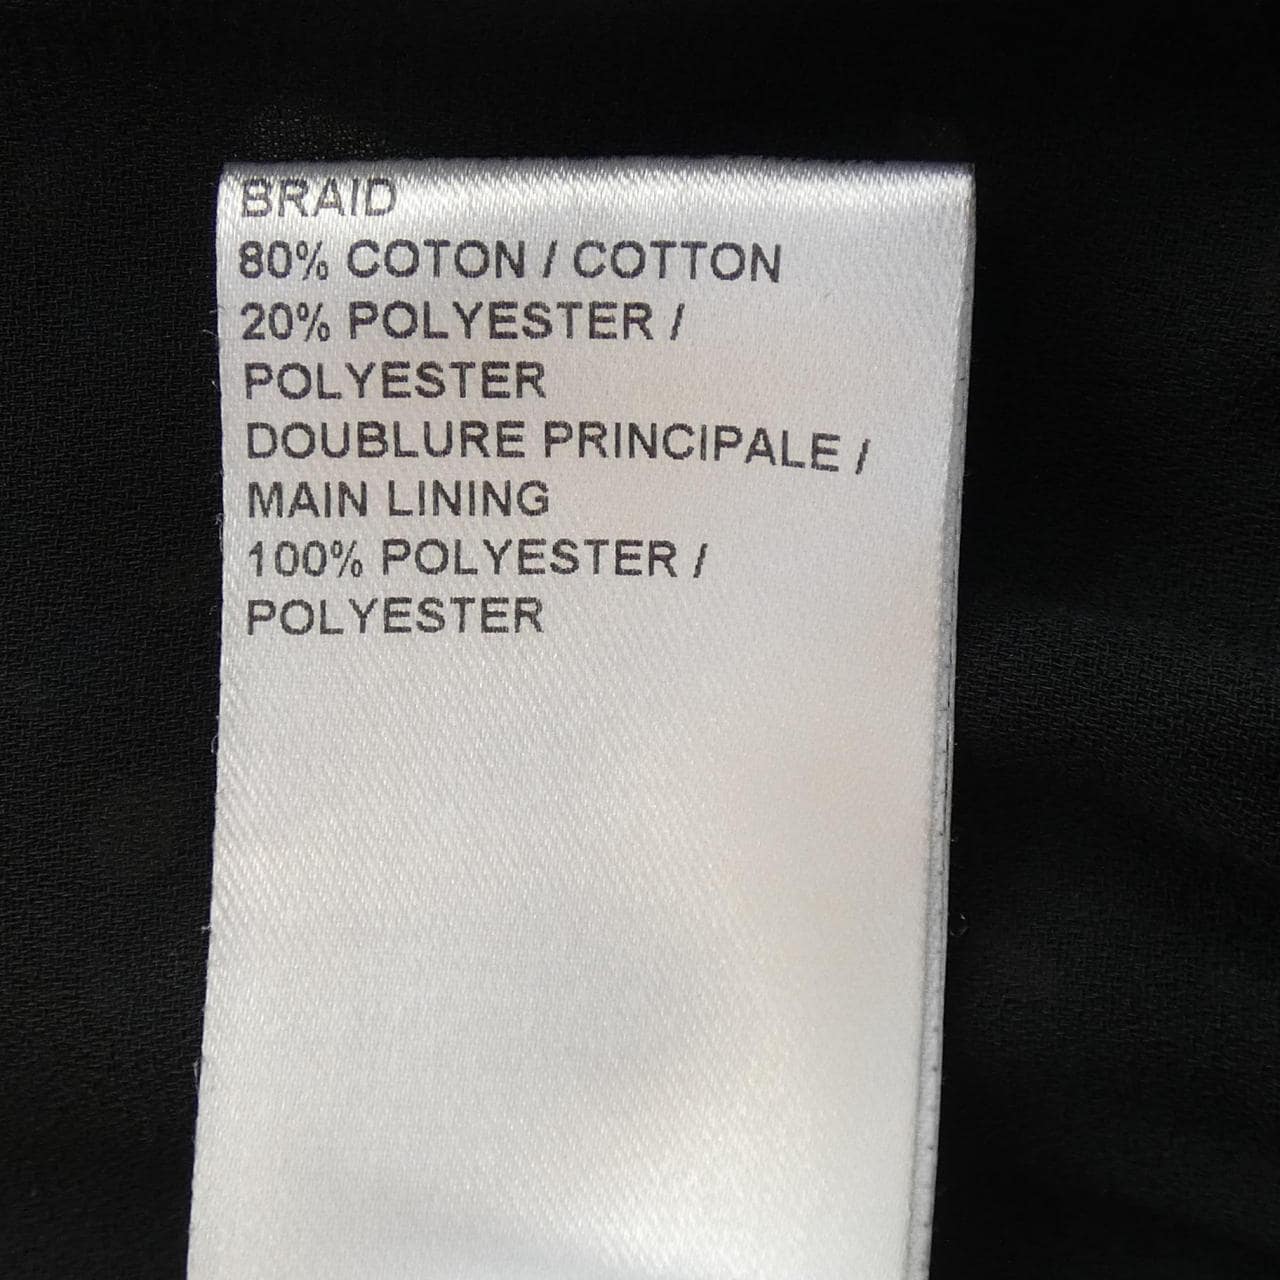 BRAID
80% COTON / COTTON
20% POLYESTER /
POLYESTER
DOUBLURE PRINCIPALE /
MAIN LINING
100% POLYESTER /
POLYESTER